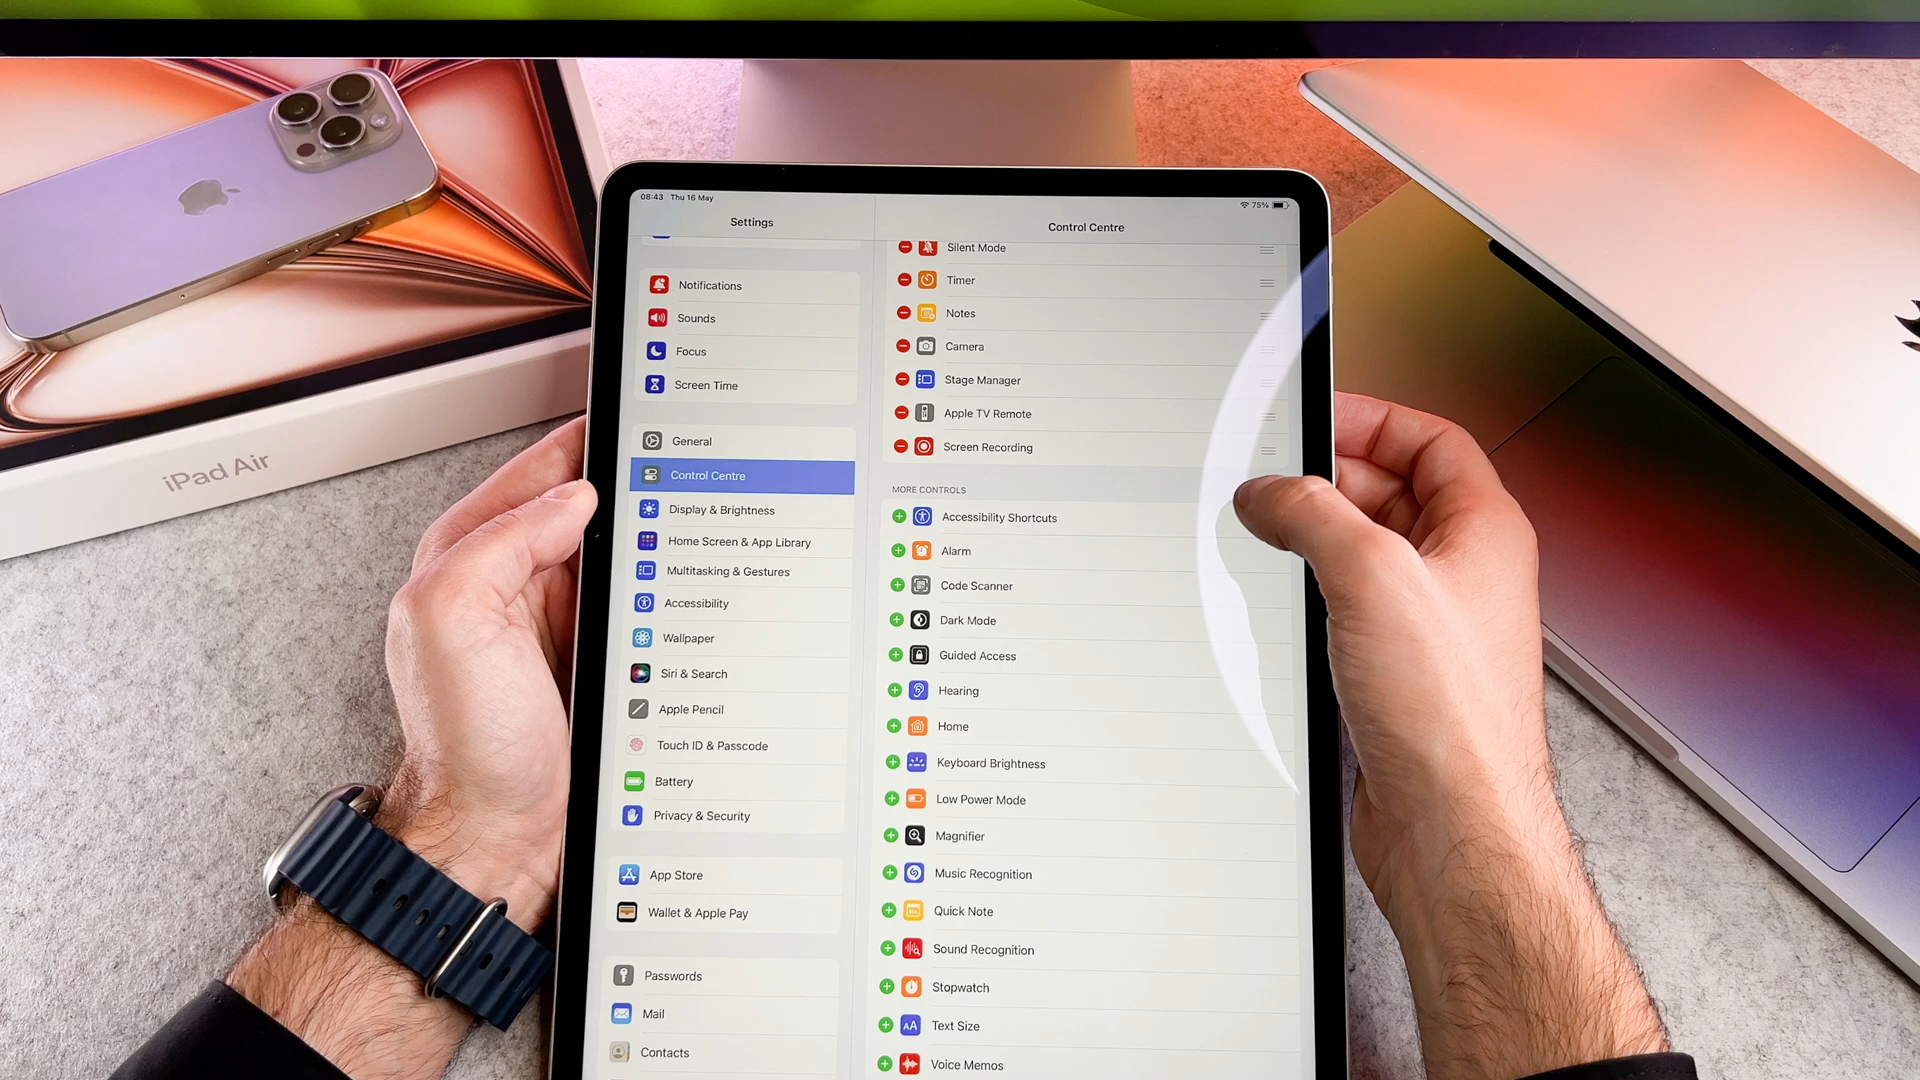 iPad Air
08:43 Thu 16 May
75%
Settings
Notifications
Sounds
Focus
Screen Time
General
Control Centre
Display & Brightness
Home Screen & App Library
Multitasking & Gestures
Accessibility
Wallpaper
Siri & Search
Apple Pencil
Touch ID & Passcode
Battery
Privacy & Security
App Store
Wallet & Apple Pay
Passwords
Mail
Contacts
Control Centre
Silent Mode
Timer
Notes
Camera
Stage Manager
Apple TV Remote
Screen Recording
MORE CONTROLS
Accessibility Shortcuts
Alarm
Code Scanner
Dark Mode
Guided Access
Hearing
Home
Keyboard Brightness
Low Power Mode
Magnifier
Music Recognition
Quick Note
Sound Recognition
Stopwatch
AA Text Size
Voice Memos